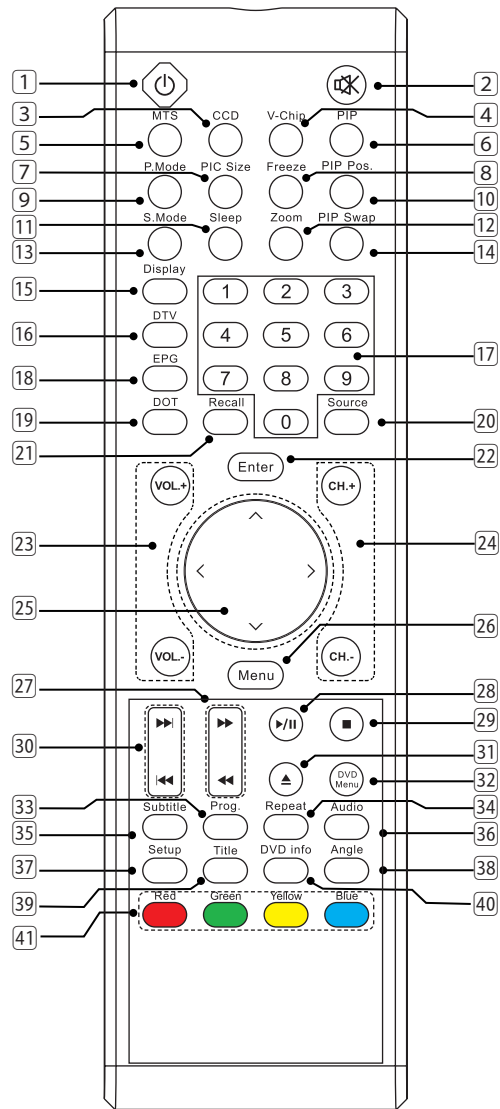 1
2
3
4
MTS
CCD
V-Chip
PIP
5
6
7
8
P.Mode
PIC Size
Freeze
PIP Pos.
9
10
11
12
S.Mode
Sleep
Zoom
PIP Swap
13
14
Display
15
1
2
3
DTV
16
4
5
6
17
EPG
18
7
8
9
DOT
Recall
Source
19
0
20
21
22
Enter
VOL.+
CH.+
23
24
25
26
VOL.-
CH.-
Menu
27
28
29
30
31
DVD
Menu
32
33
34
Subtitle
Prog.
Repeat
Audio
35
36
Setup
Title
DVD info
Angle
37
38
39
40
Red
Green
Yellow
Blue
41